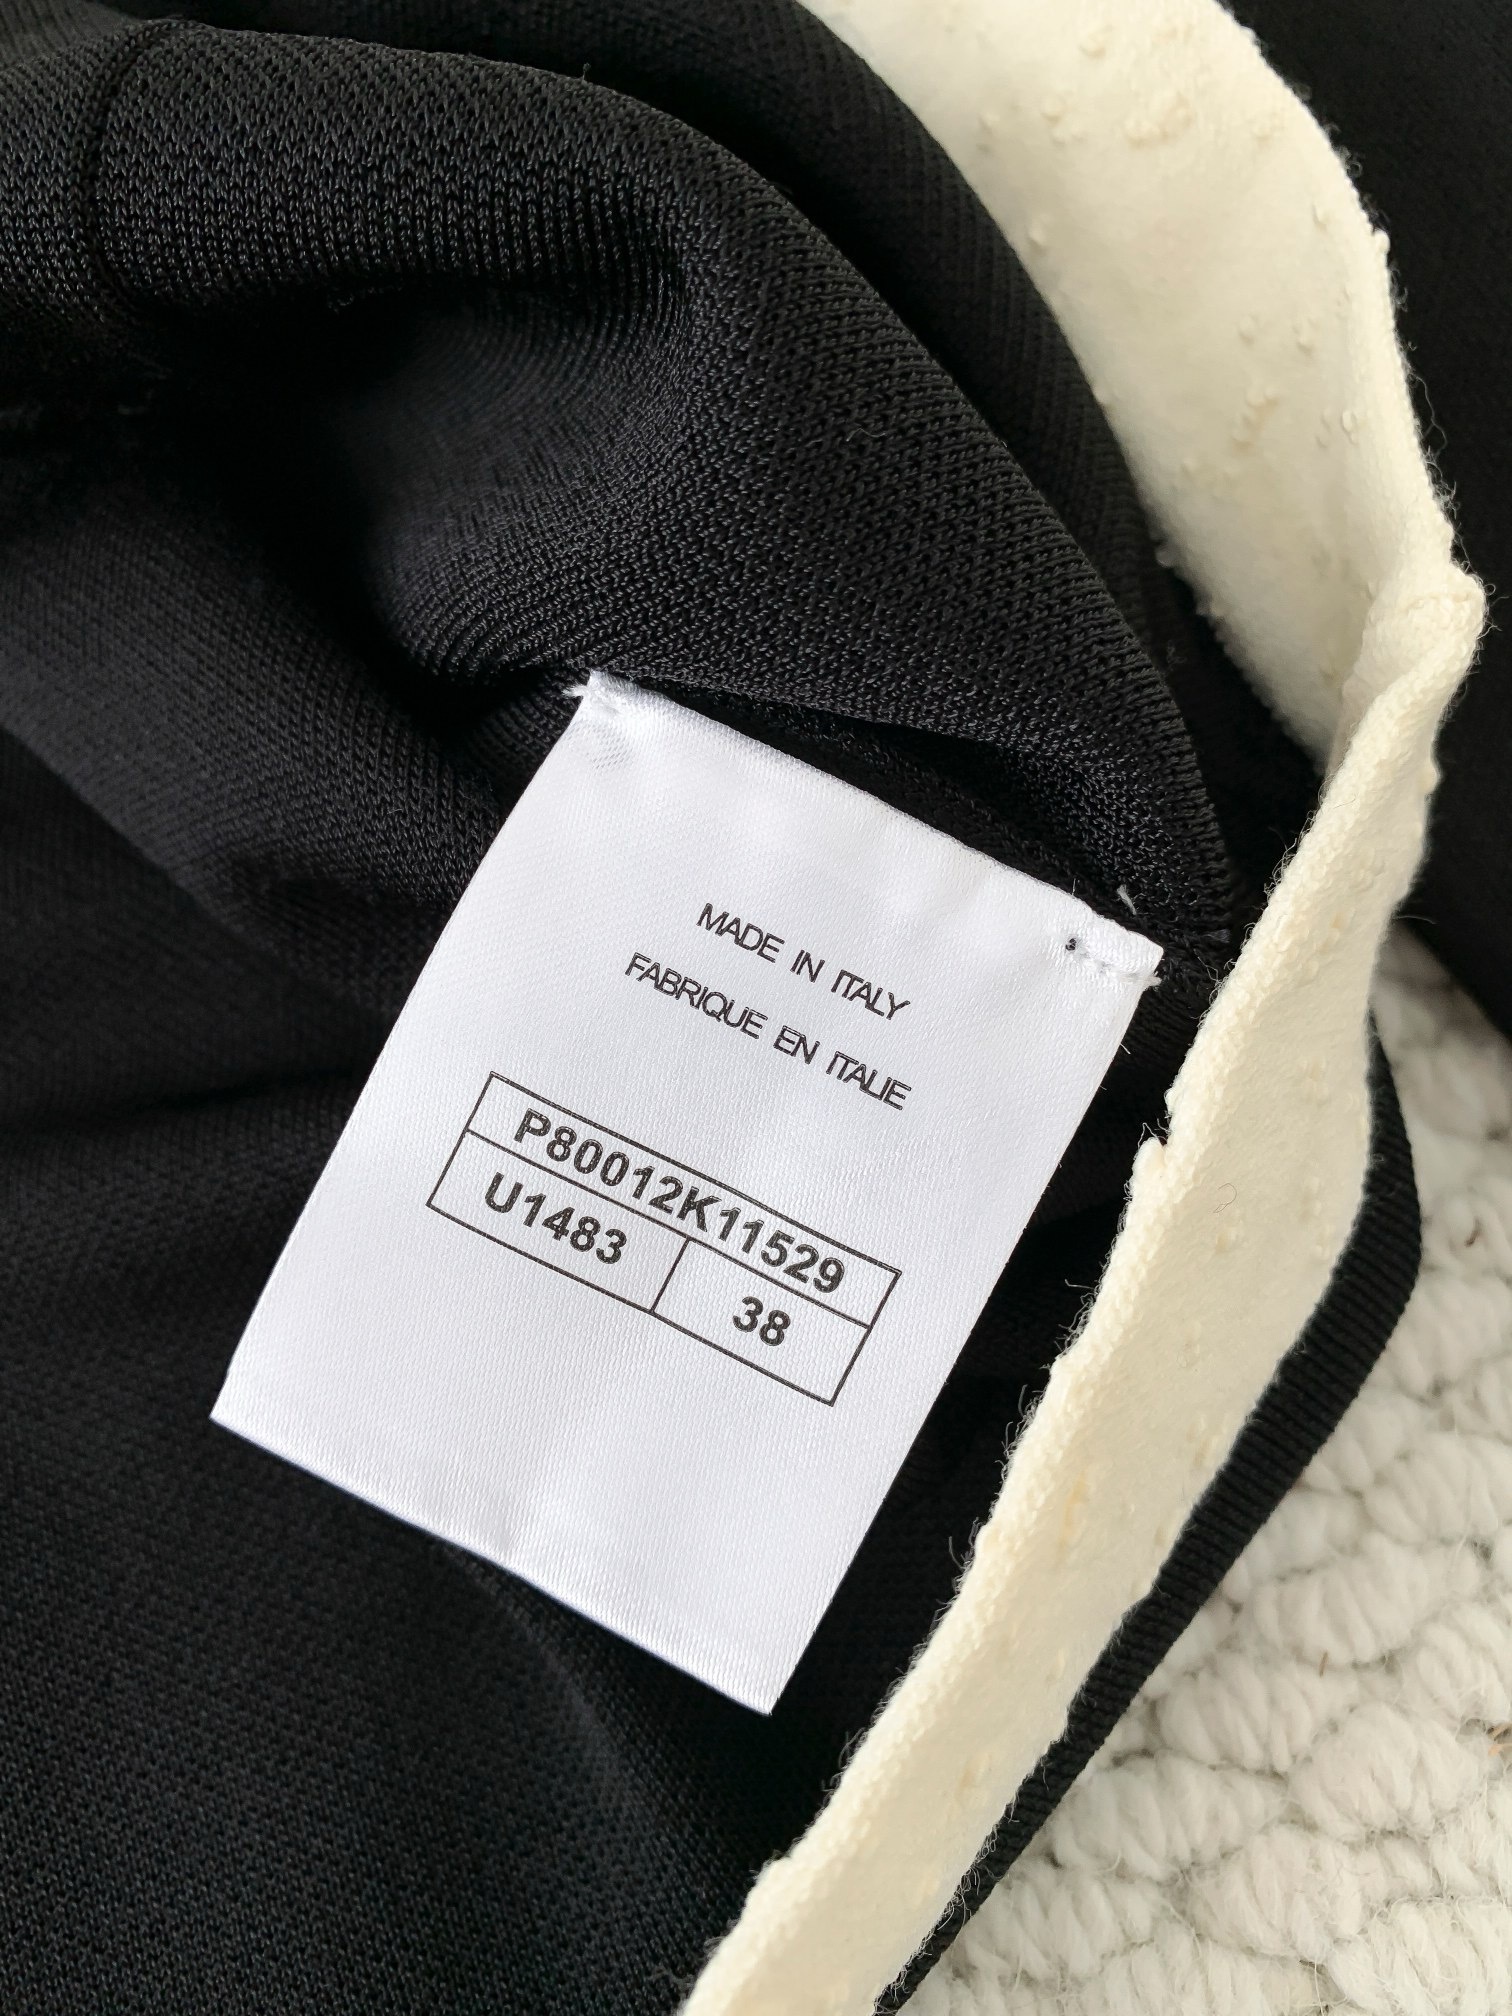 MADE IN ITALY
FABRIQUE EN ITALIE
P80012K11529
U1483 38